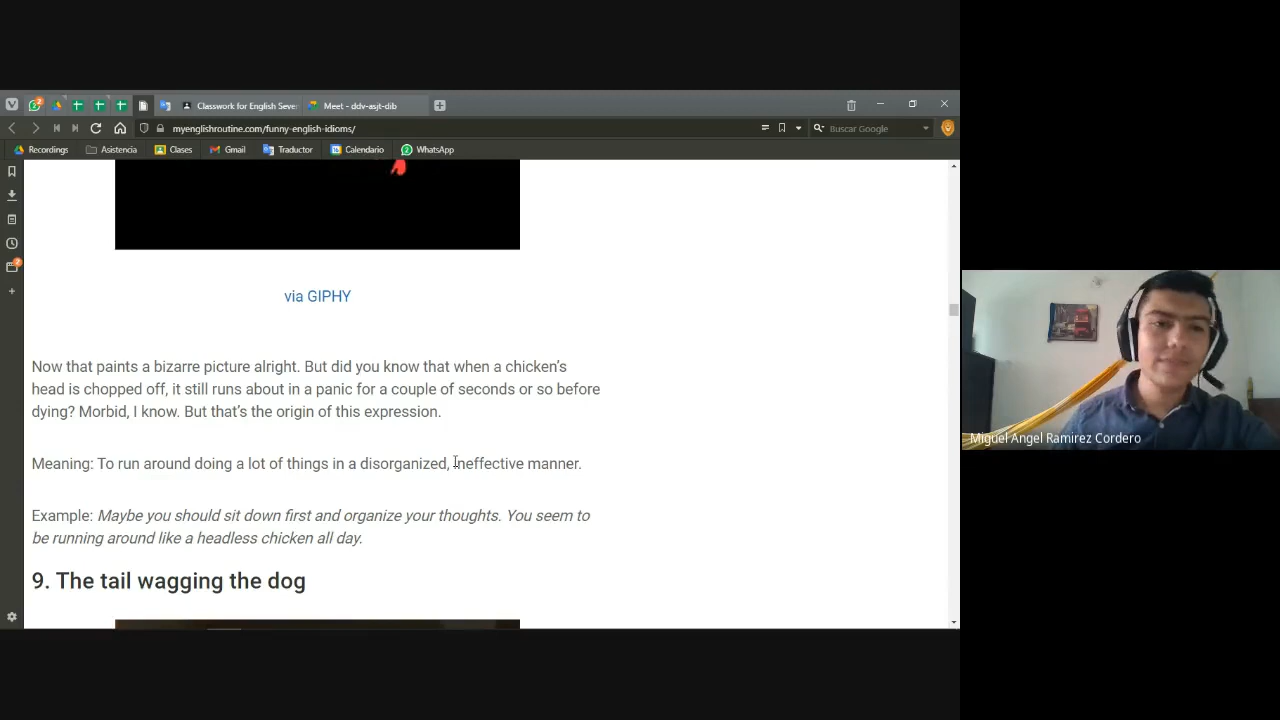 Classwork for English Seve
Meet - ddv-asjt-dib
myenglishroutine.com/funny-english-idioms/
Buscar Google
Recordings
Asistencia
Clases
Gmail
Traductor
Calendario
WhatsApp
via GIPHY
Now that paints a bizarre picture alright. But did you know that when a chicken's
head is chopped off, it still runs about in a panic for a couple of seconds or so before
dying? Morbid, I know. But that's the origin of this expression.
Meaning: To run around doing a lot of things in a disorganized, ineffective manner.
Example: Maybe you should sit down first and organize your thoughts. You seem to
be running around like a headless chicken all day.
9. The tail wagging the dog
Miguel Angel Ramirez Cordero